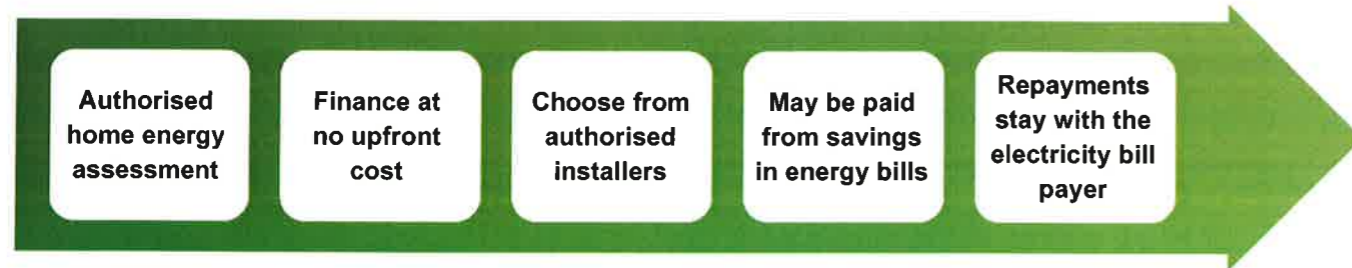 Authorised
home energy
assessment
Finance at
no upfront
cost
Choose from
authorised
installers
May be paid
from savings
in energy bills
Repayments
stay with the
electricity bill
payer